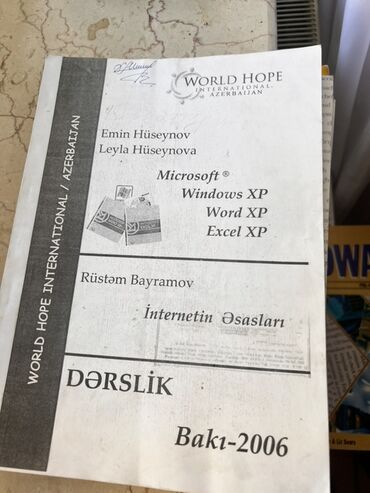 WORLD HOPE
INTERNATIONAL
AZERBAIJAN
WORLD HOPE INTERNATIONAL / AZERBAIJAN
Emin Hüseynov
Leyla Hüseynova
Microsoft ®
Windows XP
Word XP
Excel XP
Rüstəm Bayramov
İnternetin Əsasları
DƏRSLİK
Bakı-2006